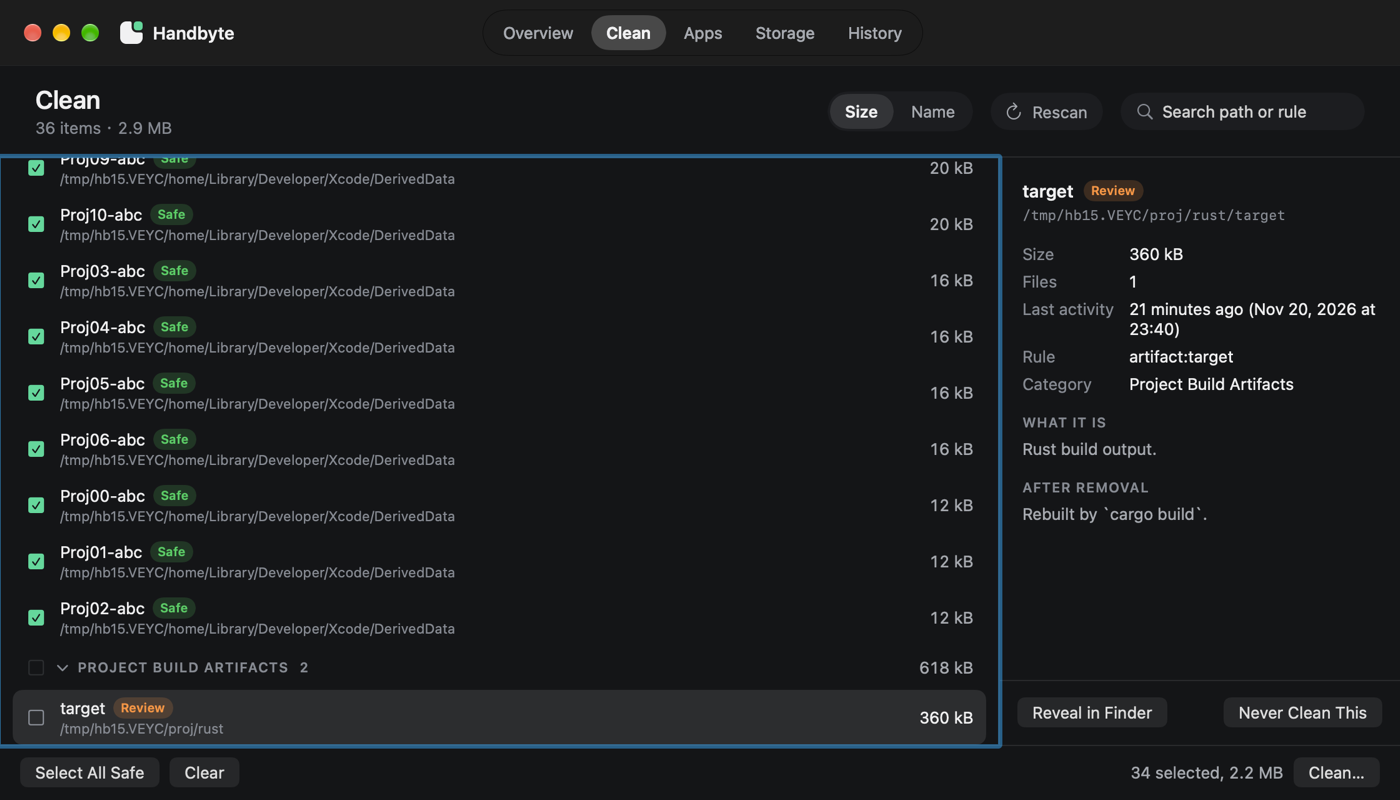 Handbyte
Overview Clean Apps Storage History
Clean
36 items · 2.9 MB
Size Name Rescan Search path or rule
Proj09-abc Safe
/tmp/hb15.VEYC/home/Library/Developer/Xcode/DerivedData
20 kB
Proj10-abc Safe
/tmp/hb15.VEYC/home/Library/Developer/Xcode/DerivedData
20 kB
Proj03-abc Safe
/tmp/hb15.VEYC/home/Library/Developer/Xcode/DerivedData
16 kB
Proj04-abc Safe
/tmp/hb15.VEYC/home/Library/Developer/Xcode/DerivedData
16 kB
Proj05-abc Safe
/tmp/hb15.VEYC/home/Library/Developer/Xcode/DerivedData
16 kB
Proj06-abc Safe
/tmp/hb15.VEYC/home/Library/Developer/Xcode/DerivedData
16 kB
Proj00-abc Safe
/tmp/hb15.VEYC/home/Library/Developer/Xcode/DerivedData
12 kB
Proj01-abc Safe
/tmp/hb15.VEYC/home/Library/Developer/Xcode/DerivedData
12 kB
Proj02-abc Safe
/tmp/hb15.VEYC/home/Library/Developer/Xcode/DerivedData
12 kB
PROJECT BUILD ARTIFACTS 2 618 kB
target Review
/tmp/hb15.VEYC/proj/rust
360 kB
target Review
/tmp/hb15.VEYC/proj/rust/target
Size 360 kB
Files 1
Last activity 21 minutes ago (Nov 20, 2026 at
23:40)
Rule artifact:target
Category Project Build Artifacts
WHAT IT IS
Rust build output.
AFTER REMOVAL
Rebuilt by `cargo build`.
Reveal in Finder Never Clean This
Select All Safe Clear 34 selected, 2.2 MB Clean...